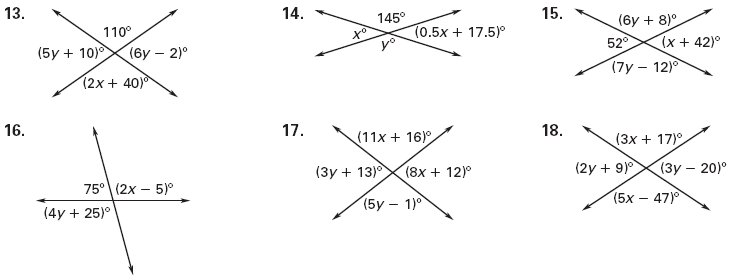 13.
110°
(5y + 10)° (6y − 2)°
(2x + 40)°
14.
145°
x° (0.5x + 17.5)°
y°
15.
(6y + 8)°
52° (x + 42)°
(7y − 12)°
16.
75° (2x − 5)°
(4y + 25)°
17.
(11x + 16)°
(3y + 13)° (8x + 12)°
(5y − 1)°
18.
(3x + 17)°
(2y + 9)° (3y − 20)°
(5x − 47)°